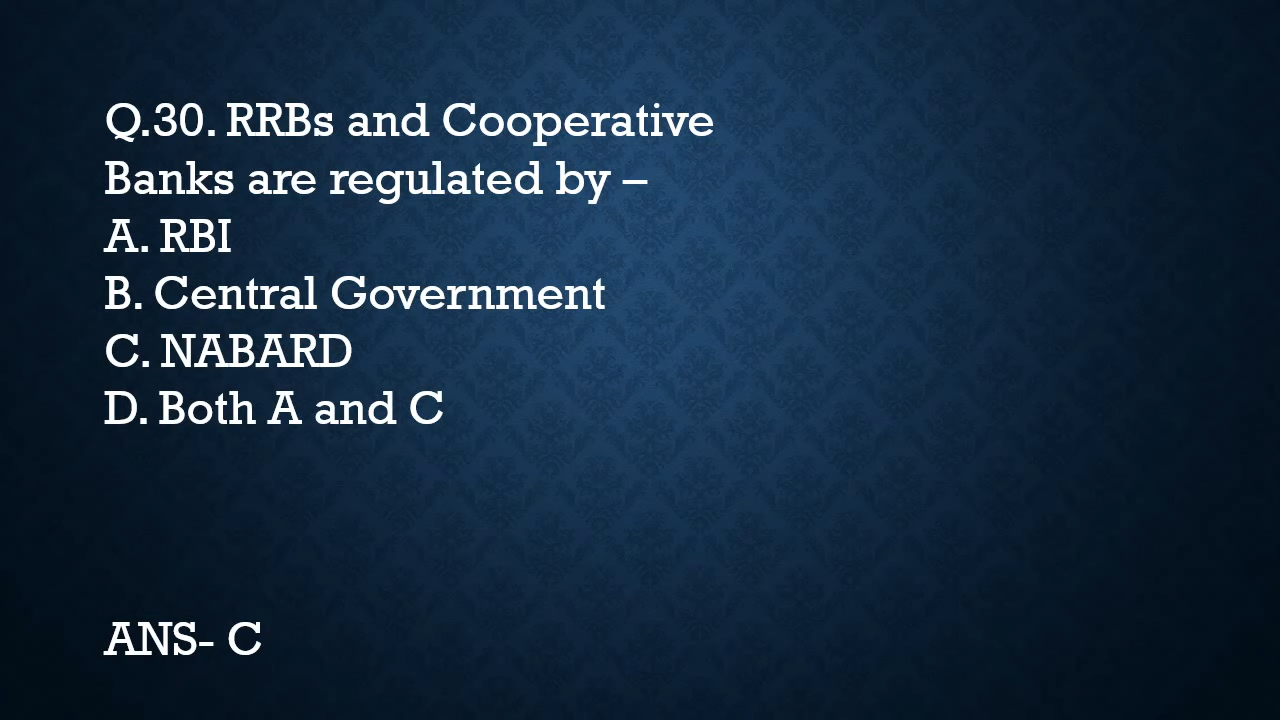 Q.30. RRBs and Cooperative
Banks are regulated by –
A. RBI
B. Central Government
C. NABARD
D. Both A and C
ANS- C